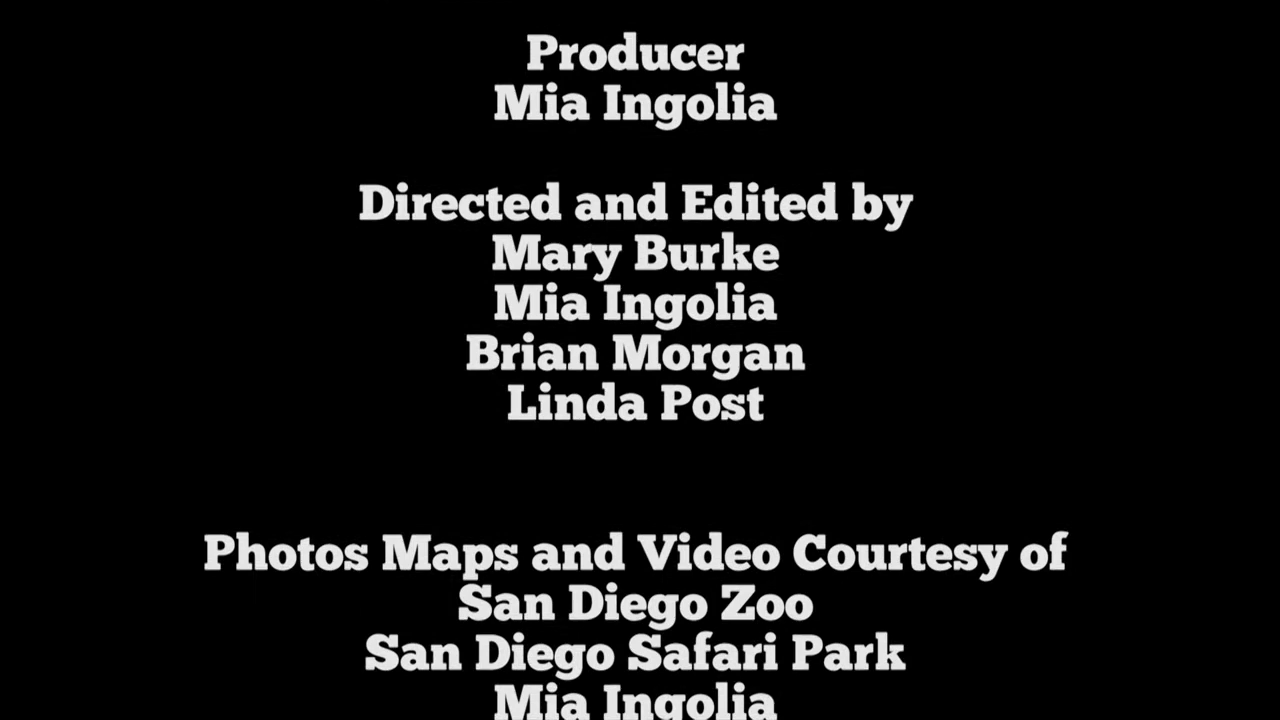 Producer
Mia Ingolia
Directed and Edited by
Mary Burke
Mia Ingolia
Brian Morgan
Linda Post
Photos Maps and Video Courtesy of
San Diego Zoo
San Diego Safari Park
Mia Ingolia